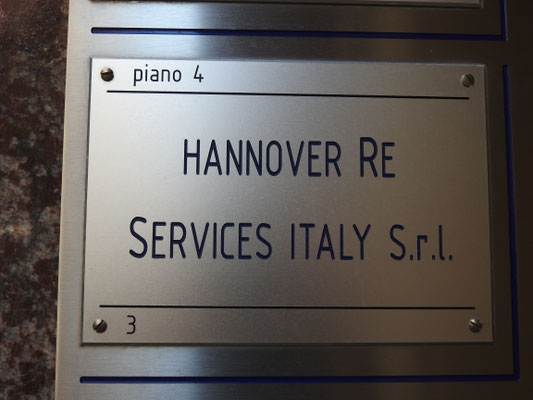 piano 4
HANNOVER RE
SERVICES ITALY S.r.l.
3